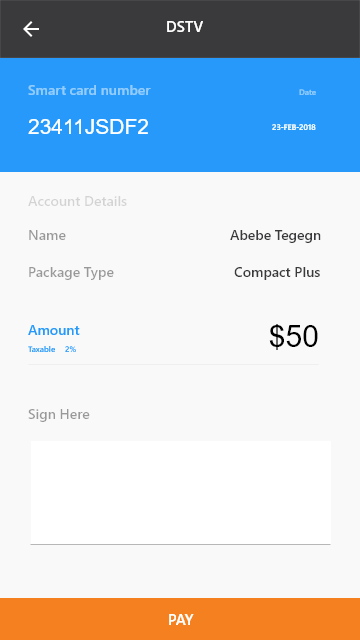 DSTV
Smart card number
Date
23411JSDF2
23-FEB-2018
Account Details
Name
Abebe Tegegn
Package Type
Compact Plus
Amount
$50
Taxable 2%
Sign Here
PAY